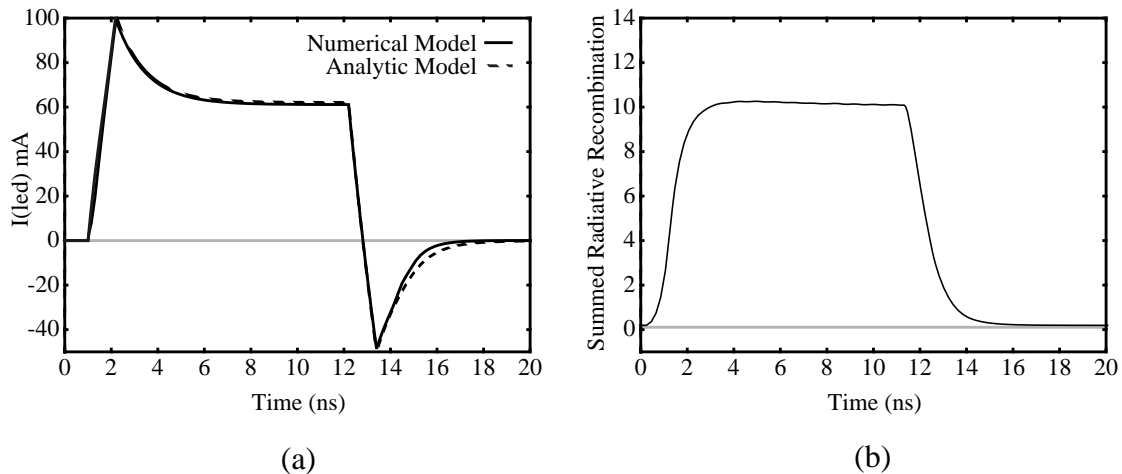 100
80
60
40
20
0
-20
-40
I(led) mA
Numerical Model
Analytic Model
0 2 4 6 8 10 12 14 16 18 20
Time (ns)
(a)
14
12
10
8
6
4
2
0
Summed Radiative Recombination
0 2 4 6 8 10 12 14 16 18 20
Time (ns)
(b)